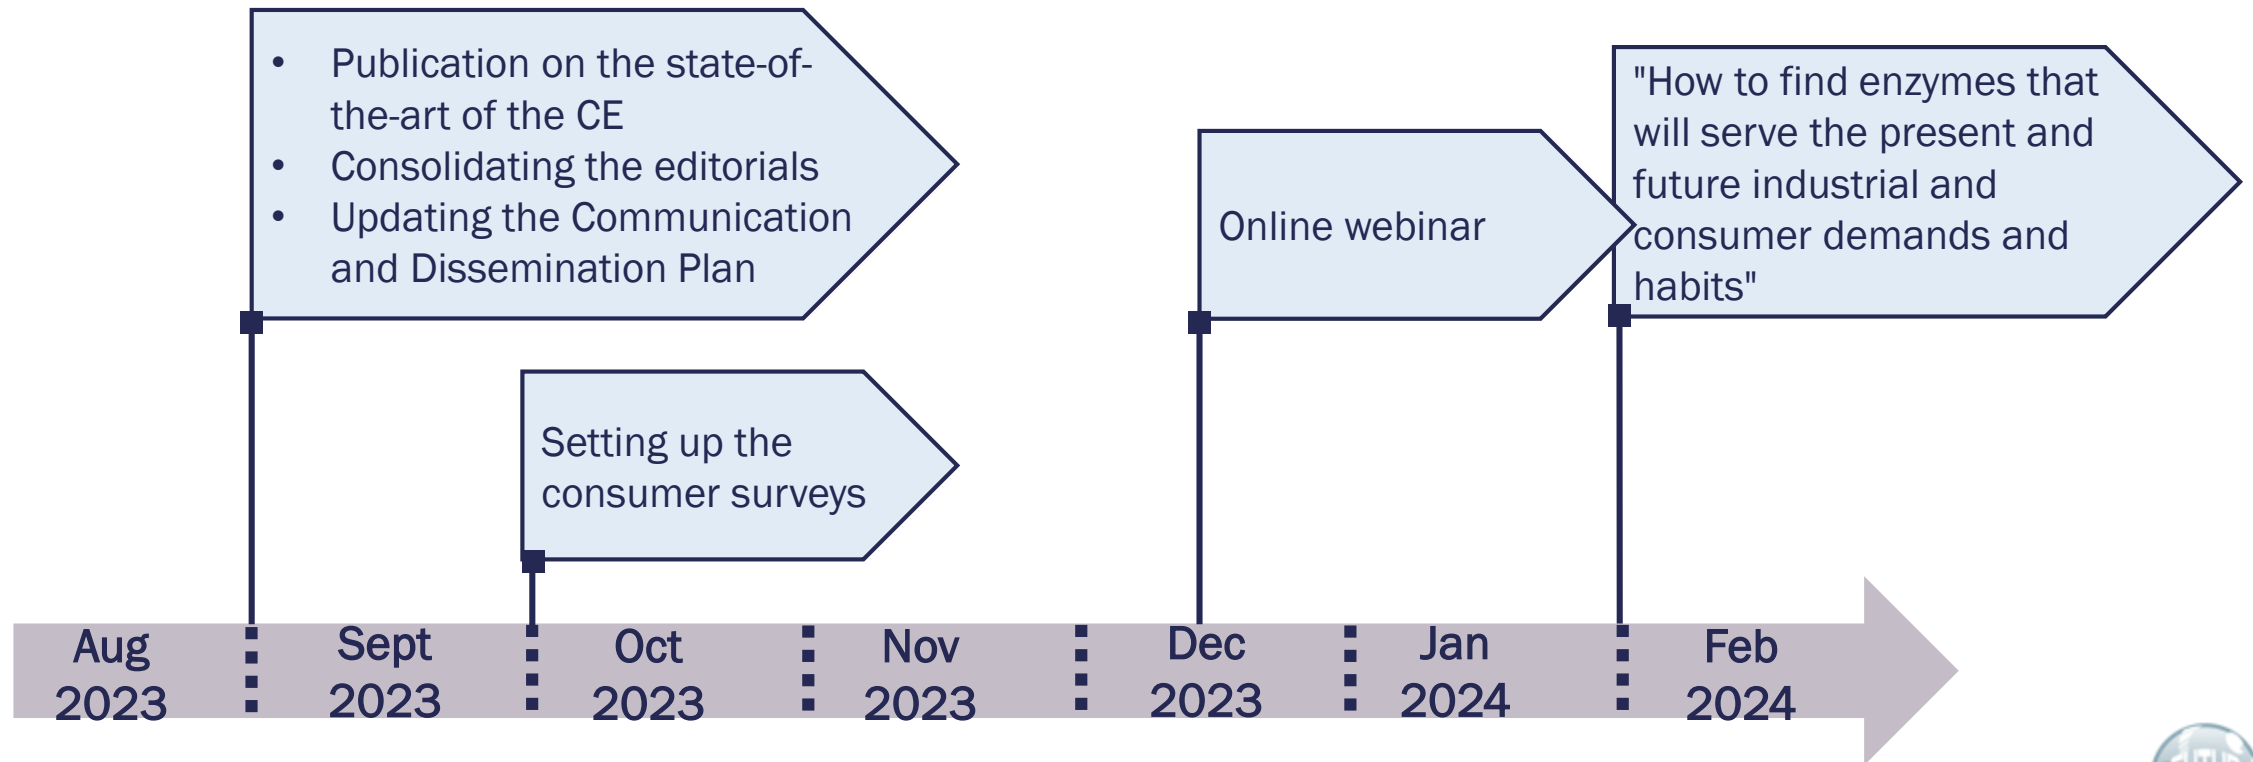 • Publication on the state-of-
the-art of the CE
• Consolidating the editorials
• Updating the Communication
and Dissemination Plan
Setting up the
consumer surveys
Online webinar
"How to find enzymes that
will serve the present and
future industrial and
consumer demands and
habits"
Aug
2023
Sept
2023
Oct
2023
Nov
2023
Dec
2023
Jan
2024
Feb
2024